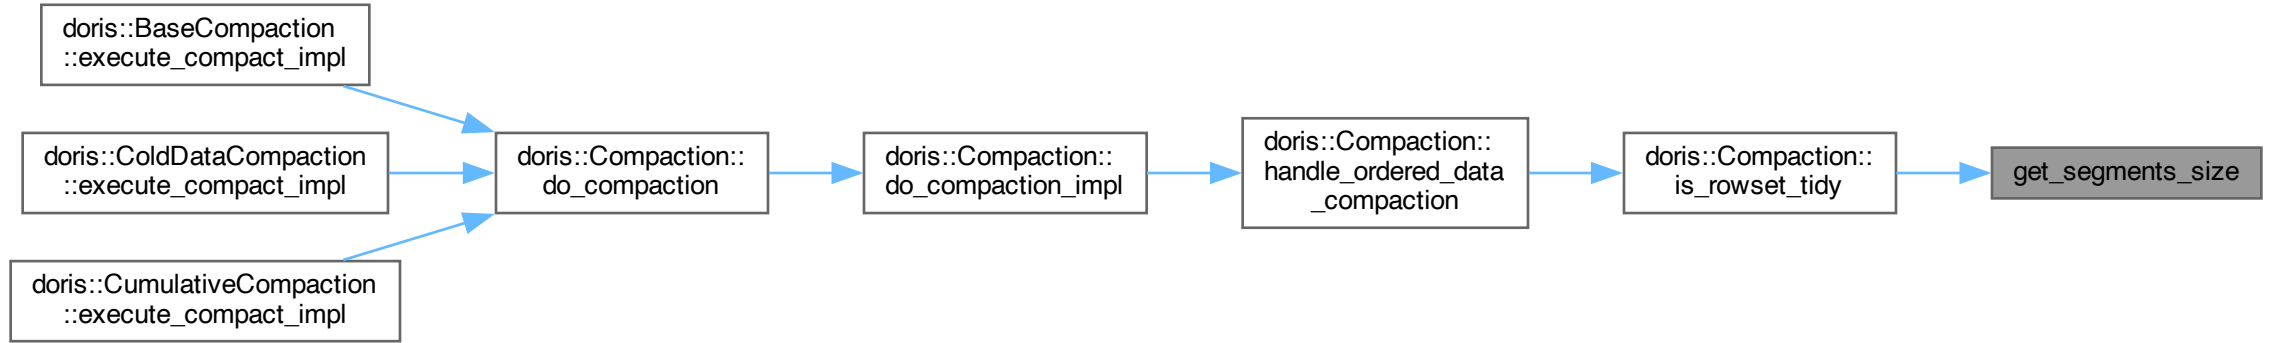 doris::BaseCompaction
::execute_compact_impl
doris::ColdDataCompaction
::execute_compact_impl
doris::CumulativeCompaction
::execute_compact_impl
doris::Compaction::
do_compaction
doris::Compaction::
do_compaction_impl
doris::Compaction::
handle_ordered_data
_compaction
doris::Compaction::
is_rowset_tidy
get_segments_size